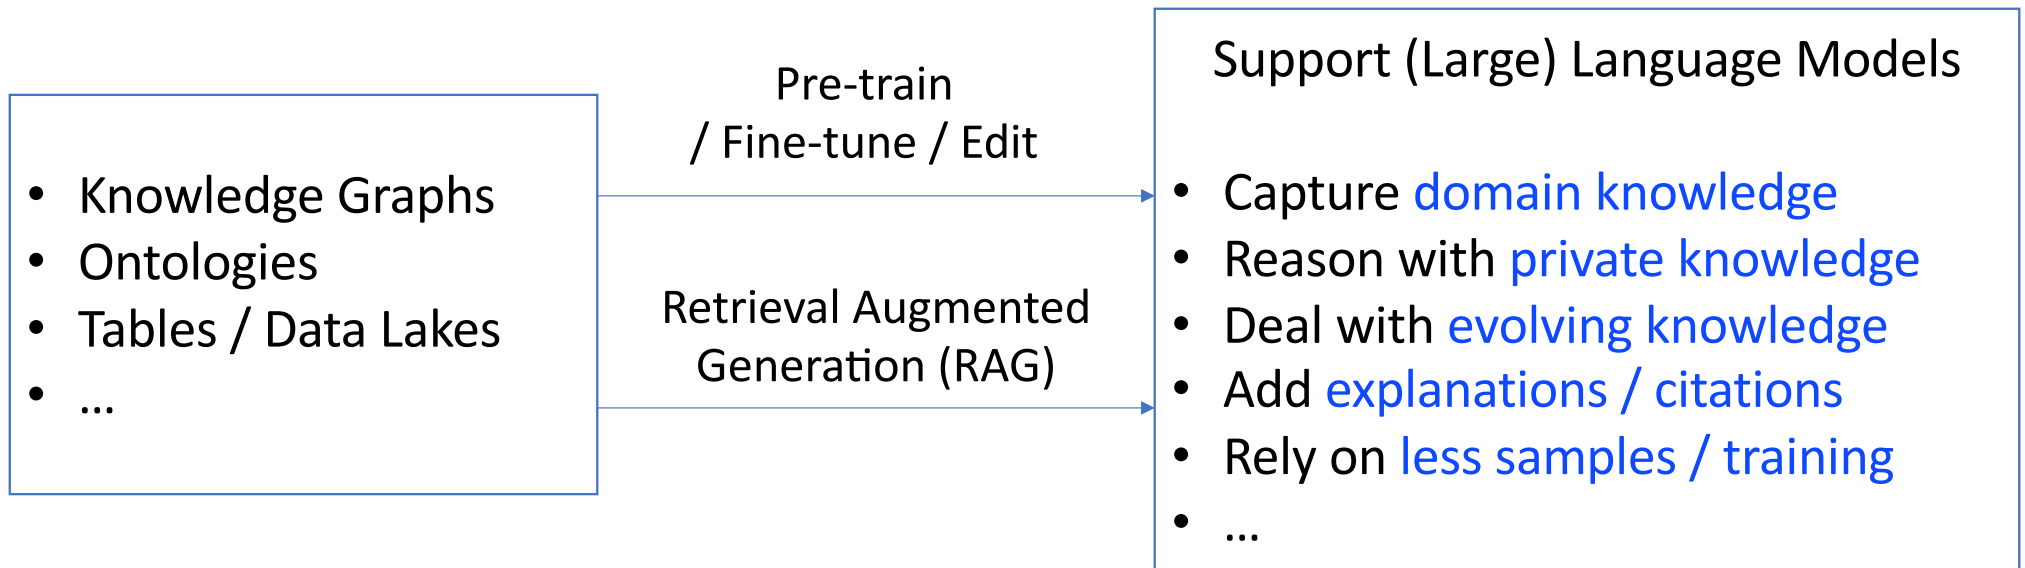 • Knowledge Graphs
• Ontologies
• Tables / Data Lakes
• ...
Pre-train
/ Fine-tune / Edit
Retrieval Augmented
Generation (RAG)
Support (Large) Language Models
• Capture domain knowledge
• Reason with private knowledge
• Deal with evolving knowledge
• Add explanations / citations
• Rely on less samples / training
• ...